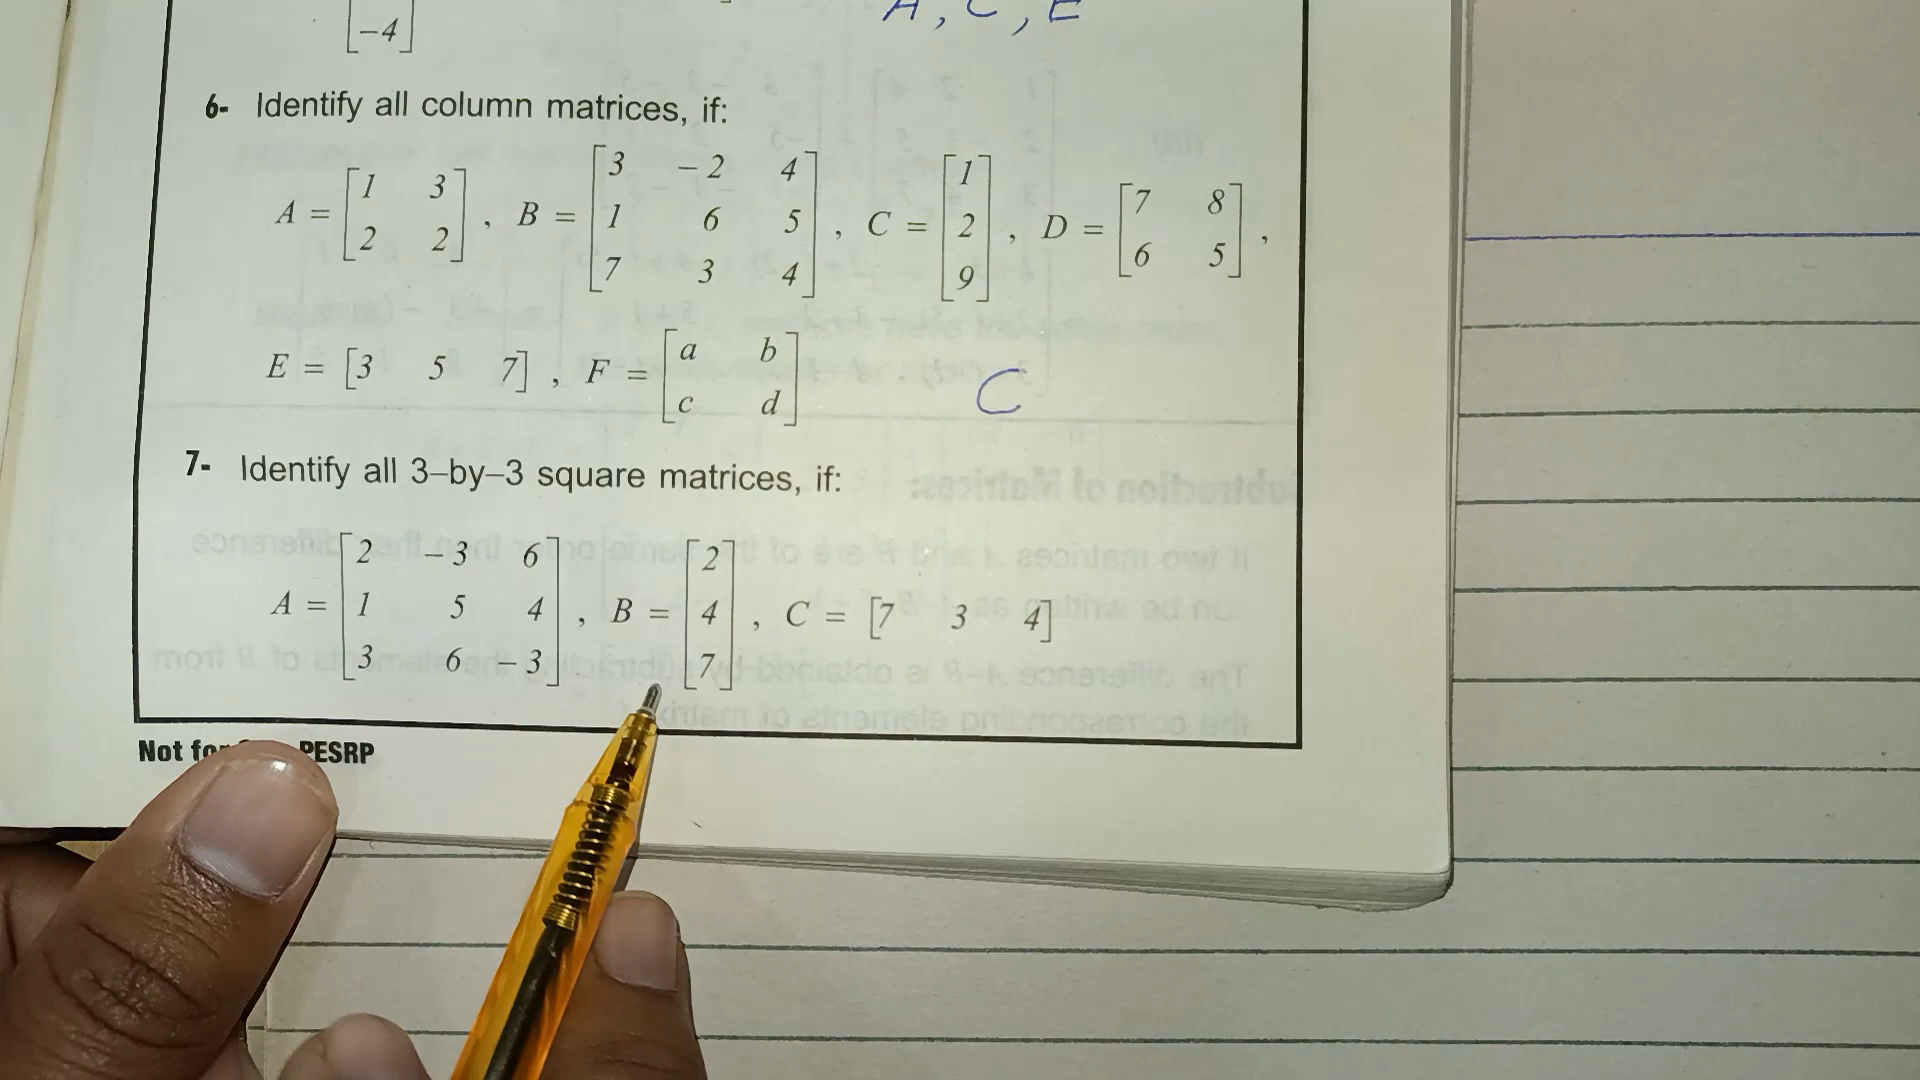 [-4]
A, C, E
6- Identify all column matrices, if:
A = [1 3; 2 2], B = [3 -2 4; 1 6 5; 7 3 4], C = [1; 2; 9], D = [7 8; 6 5],
E = [3 5 7], F = [a b; c d]
C
7- Identify all 3–by–3 square matrices, if:
A = [2 -3 6; 1 5 4; 3 6 -3], B = [2; 4; 7], C = [7 3 4]
Not for PESRP